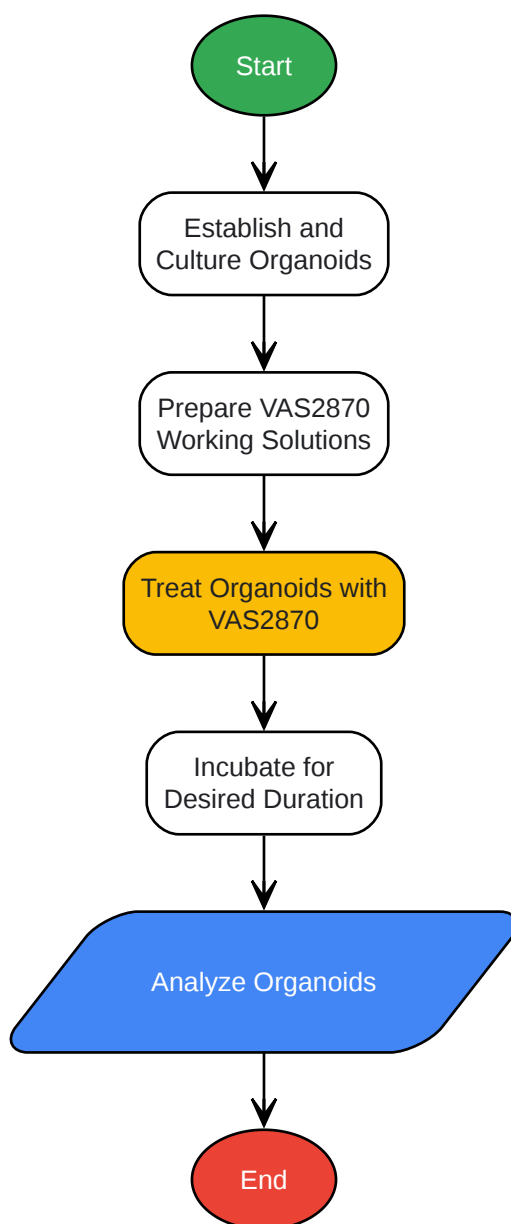 Start
Establish and
Culture Organoids
Prepare VAS2870
Working Solutions
Treat Organoids with
VAS2870
Incubate for
Desired Duration
Analyze Organoids
End